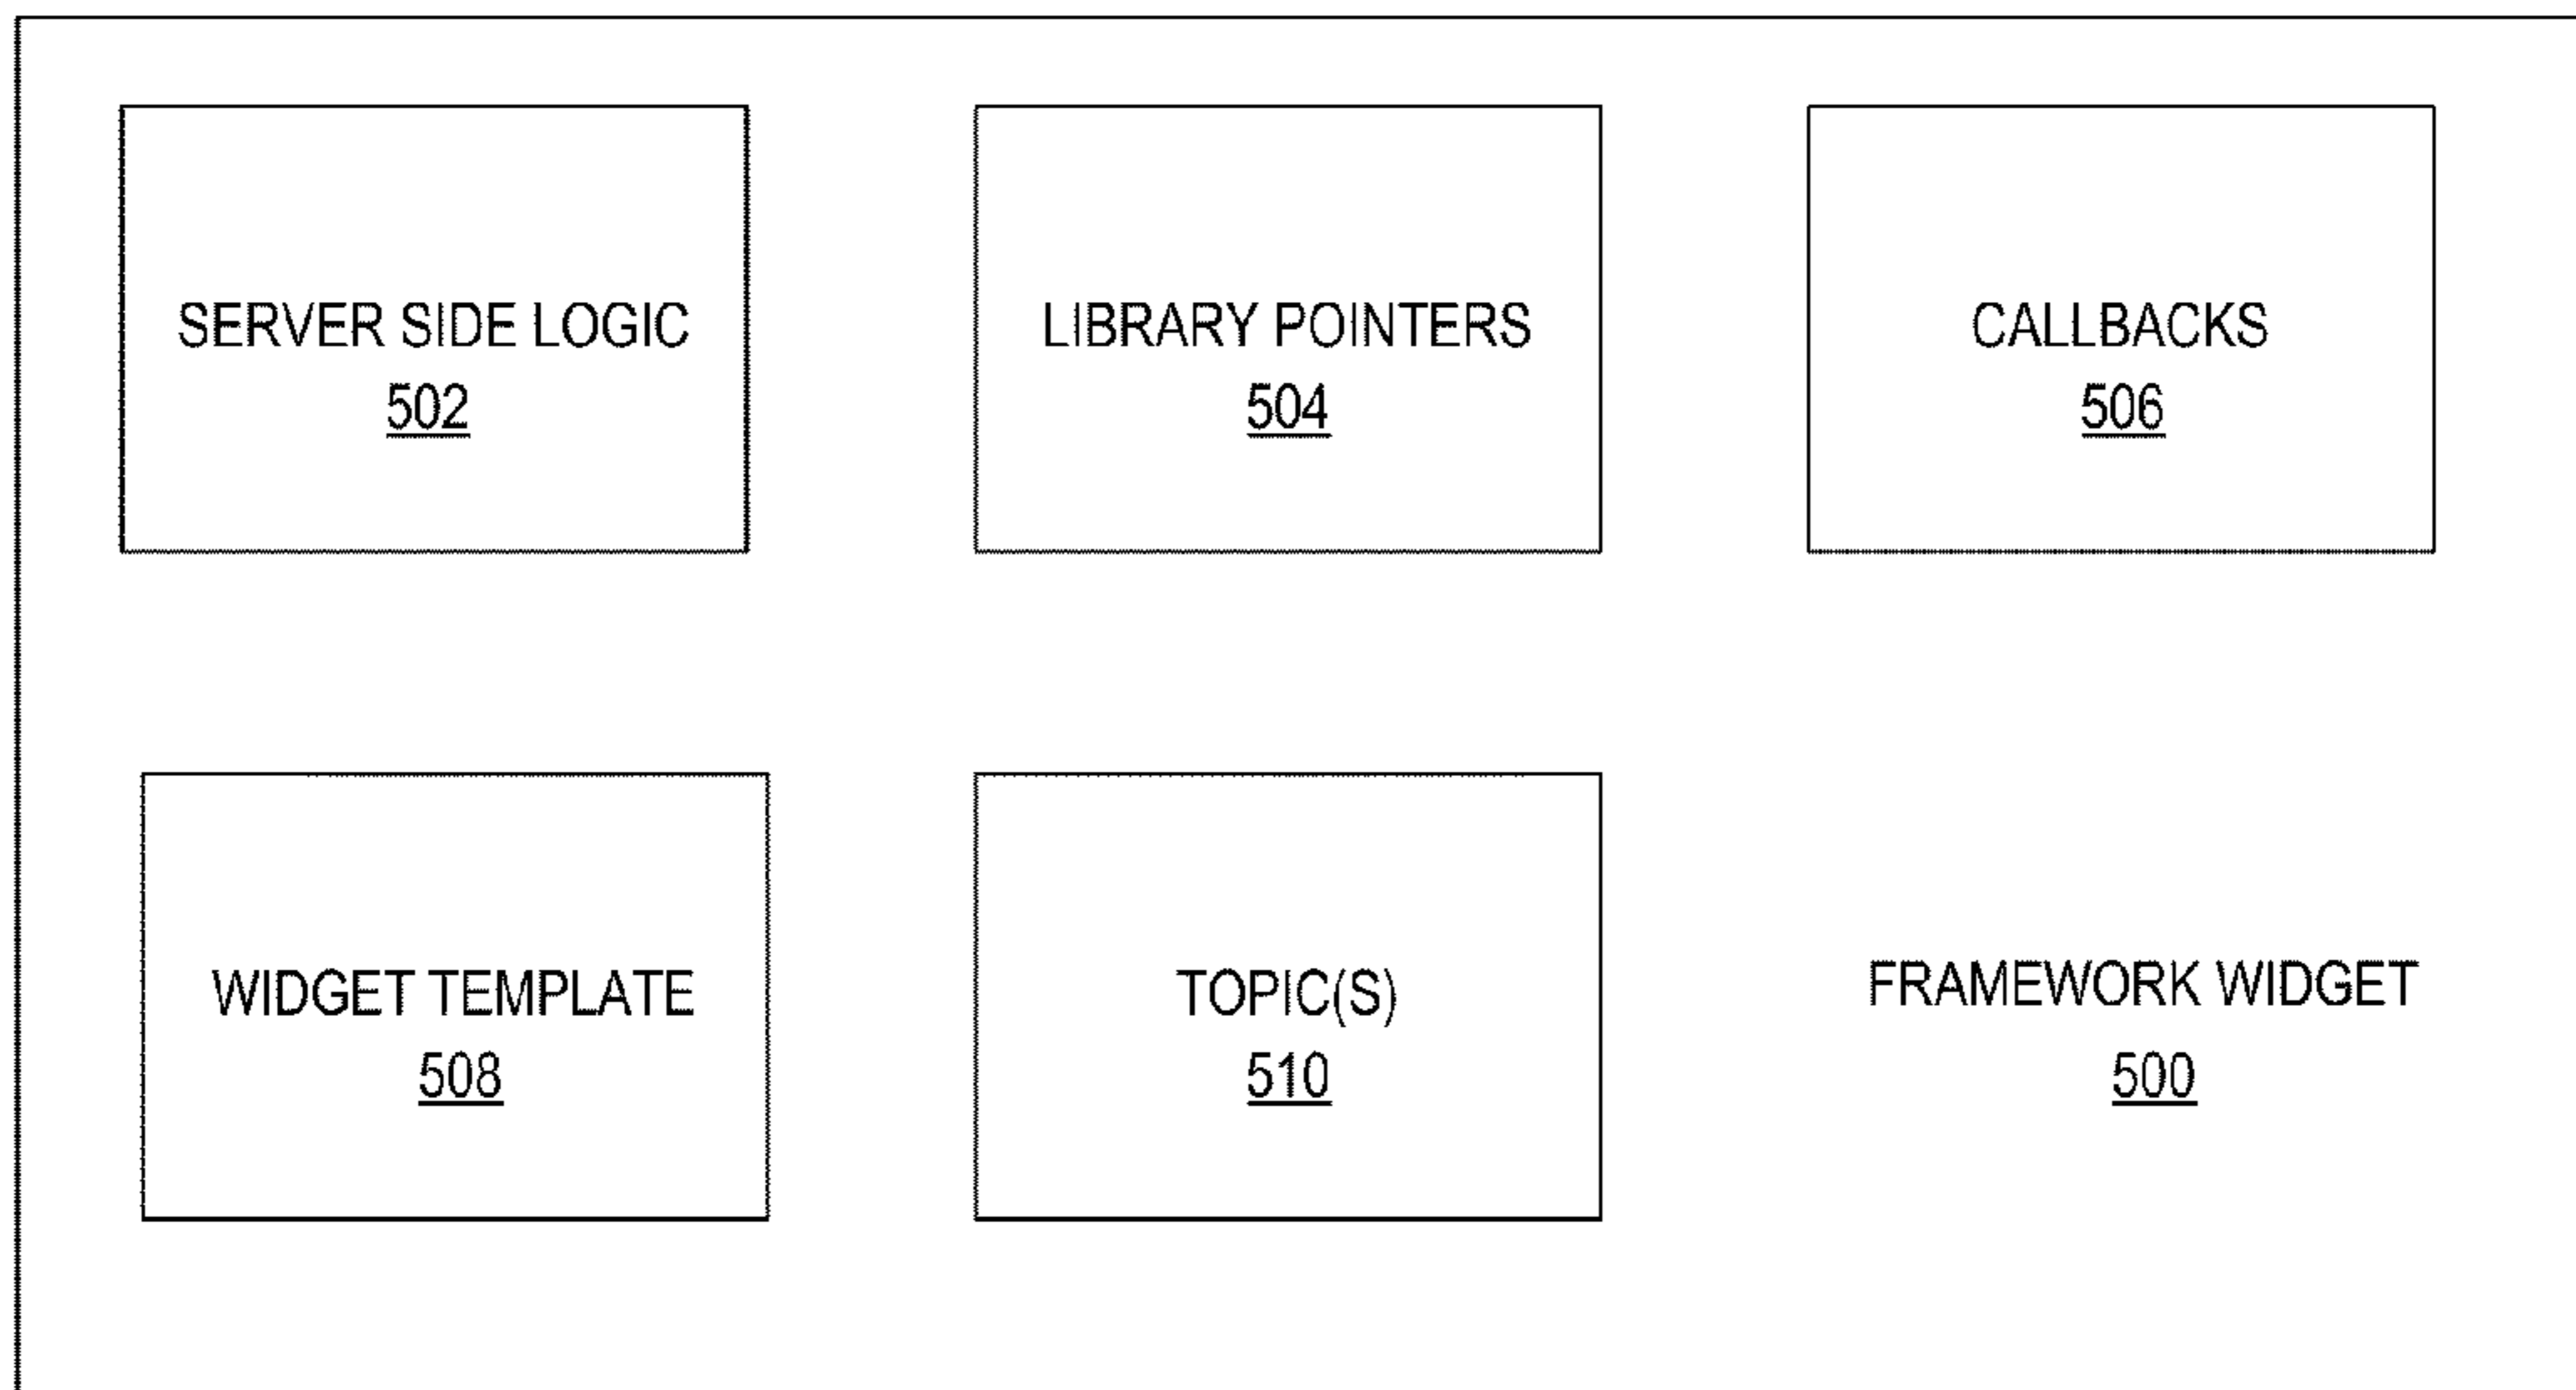 SERVER SIDE LOGIC
502
LIBRARY POINTERS
504
CALLBACKS
506
WIDGET TEMPLATE
508
TOPIC(S)
510
FRAMEWORK WIDGET
500